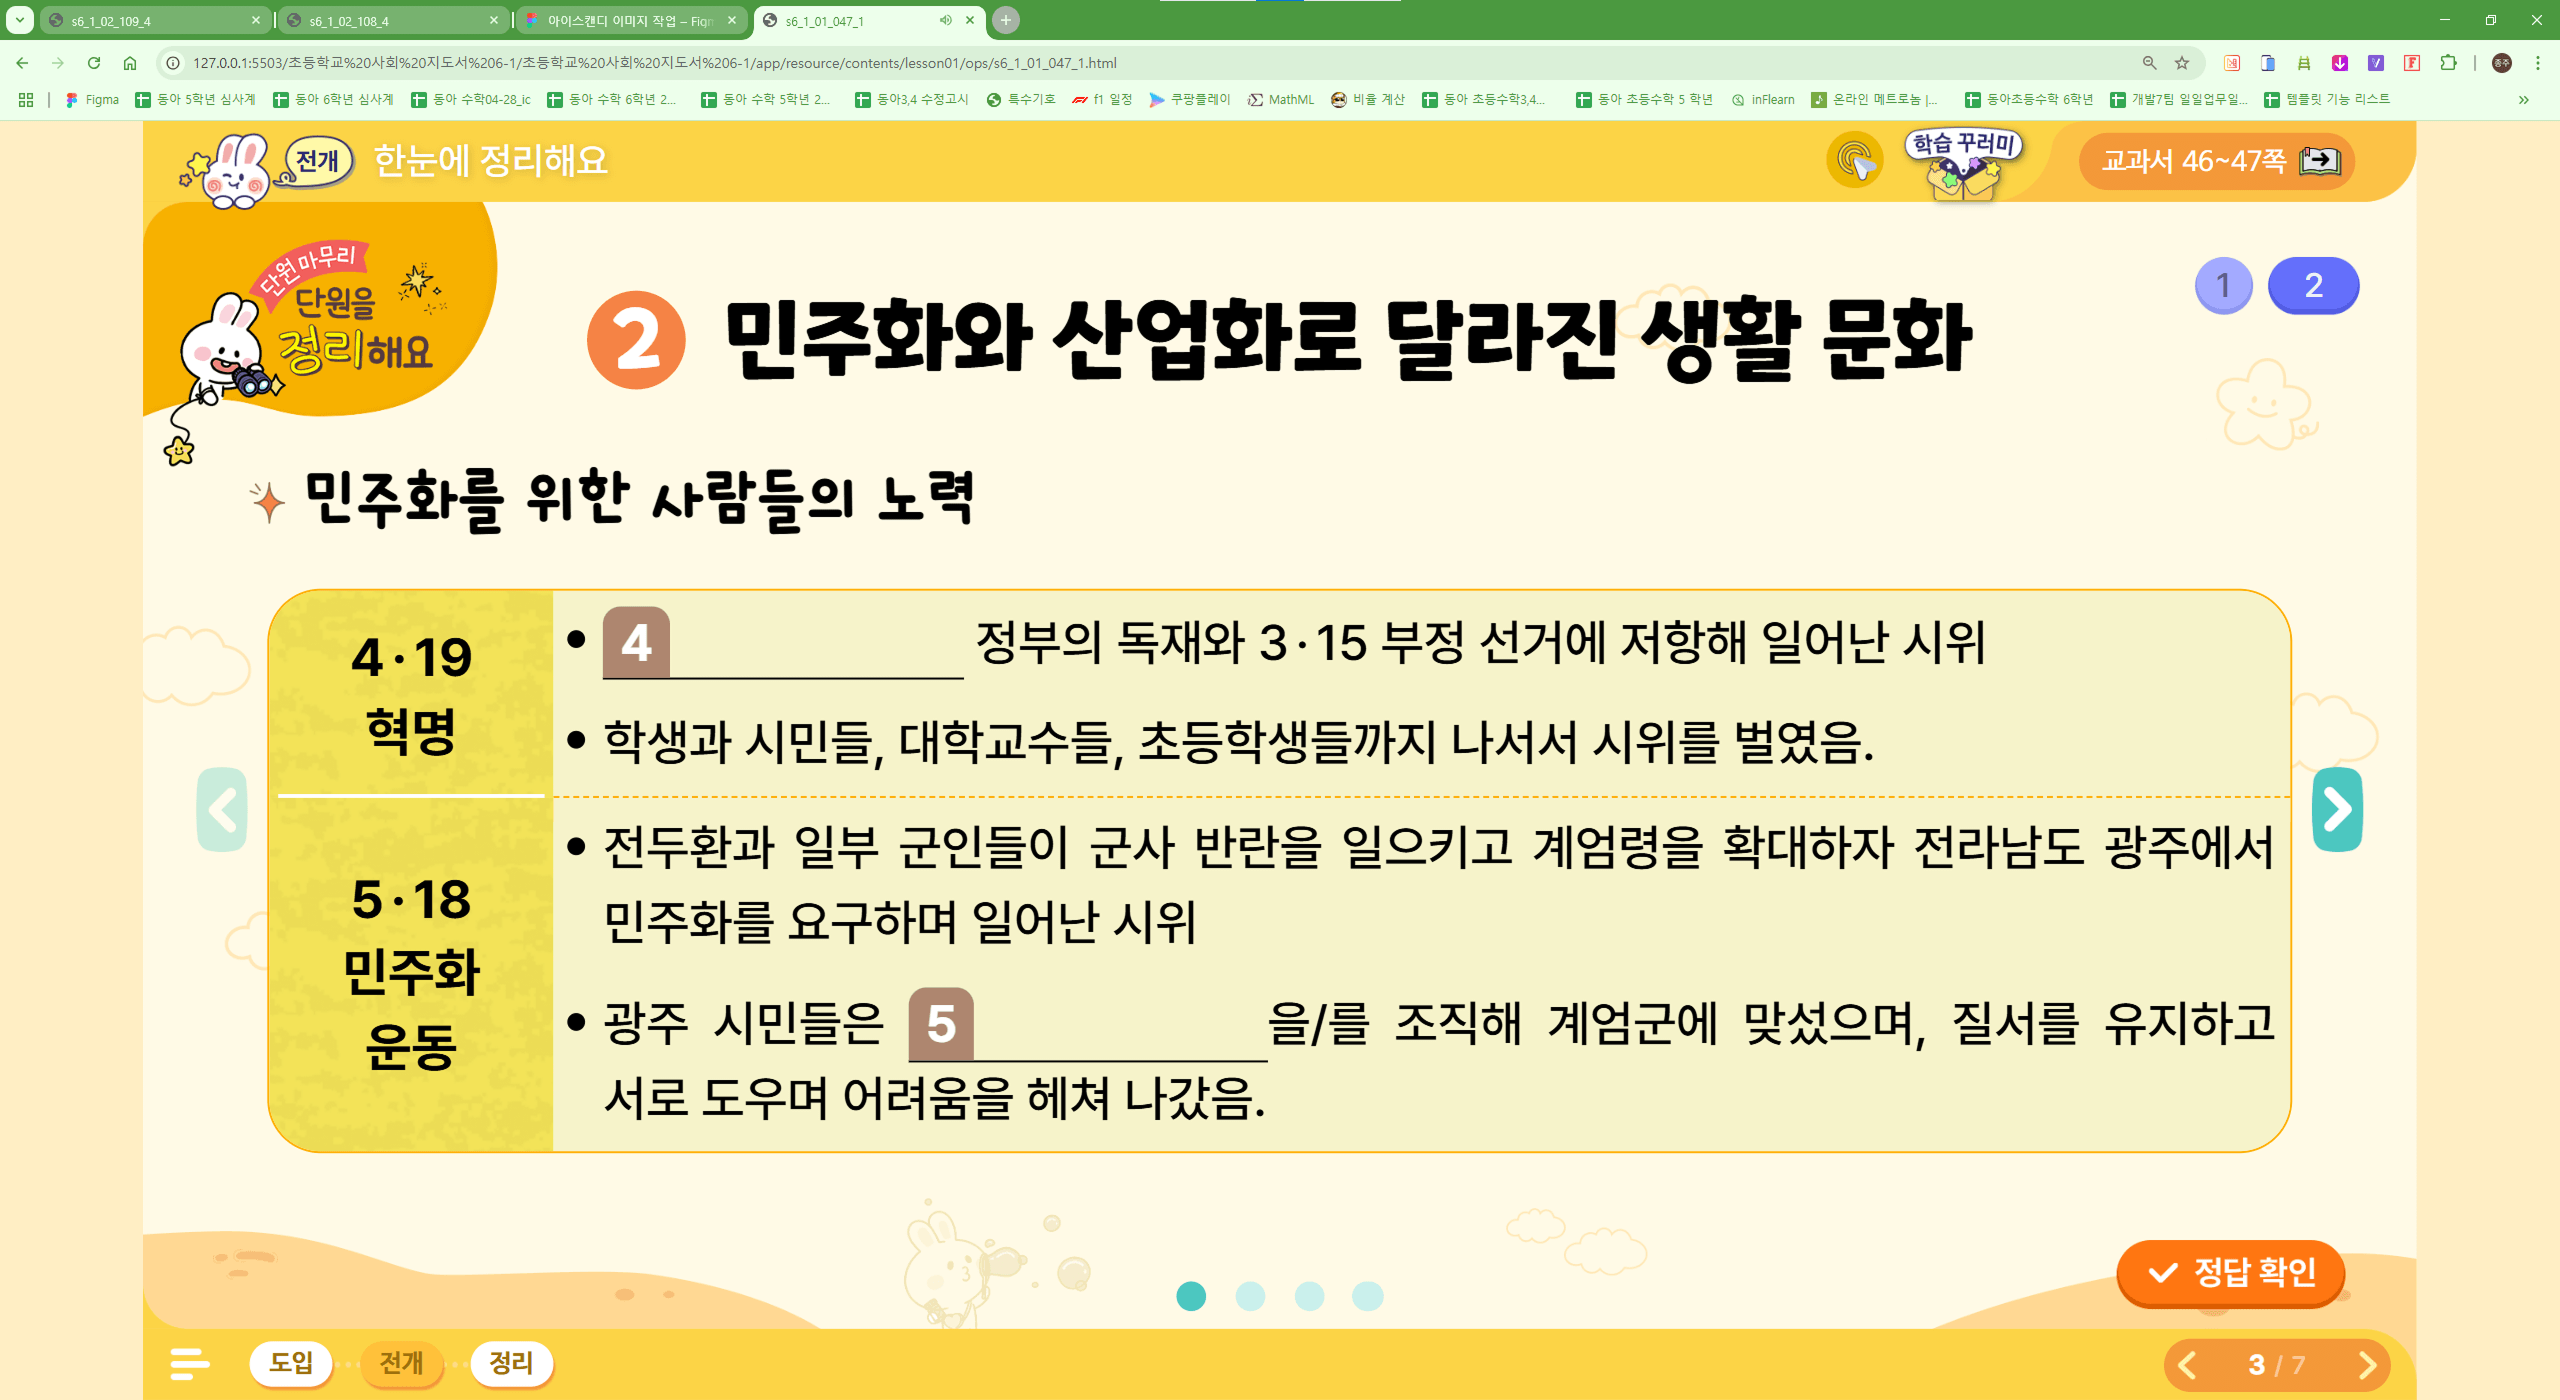 s6_1_02_109_4
s6_1_02_108_4
아이스캔디 이미지 작업 – Fign
s6_1_01_047_1
127.0.0.1:5503/초등학교%20사회%20지도서%206-1/초등학교%20사회%20지도서%206-1/app/resource/contents/lesson01/ops/s6_1_01_047_1.html
Figma 동아 5학년 심사계 동아 6학년 심사계 동아 수학04-28_ic 동아 수학 6학년 2... 동아 수학 5학년 2... 동아3,4 수정고시 특수기호 f1 일정 쿠팡플레이 MathML 비율 계산 동아 초등수학3,4... 동아 초등수학 5 학년 inFlearn 온라인 메트로놈 |... 동아초등수학 6학년 개발7팀 일일업무일... 템플릿 기능 리스트
전개 한눈에 정리해요
학습 꾸러미
교과서 46~47쪽
단원 마무리
단원을
정리해요
2 민주화와 산업화로 달라진 생활 문화
1 2
민주화를 위한 사람들의 노력
4·19
혁명
• 4 정부의 독재와 3·15 부정 선거에 저항해 일어난 시위
• 학생과 시민들, 대학교수들, 초등학생들까지 나서서 시위를 벌였음.
5·18
민주화
운동
• 전두환과 일부 군인들이 군사 반란을 일으키고 계엄령을 확대하자 전라남도 광주에서
민주화를 요구하며 일어난 시위
• 광주 시민들은 5 을/를 조직해 계엄군에 맞섰으며, 질서를 유지하고
서로 도우며 어려움을 헤쳐 나갔음.
정답 확인
도입 전개 정리
3 / 7